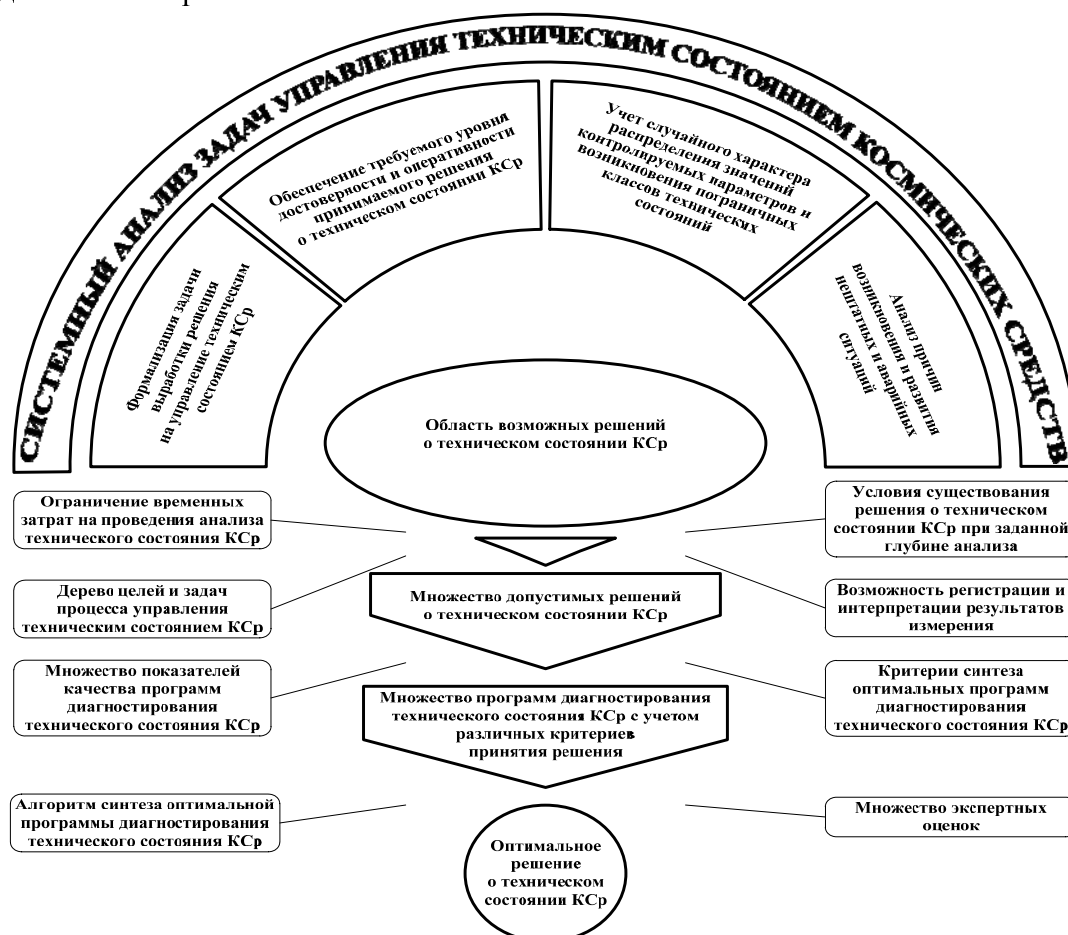 СИСТЕМНЫЙ АНАЛИЗ ЗАДАЧ УПРАВЛЕНИЯ ТЕХНИЧЕСКИМ СОСТОЯНИЕМ КОСМИЧЕСКИХ СРЕДСТВ
Формализация задачи
выработки решения
на управление техническим
состоянием КСр
Обеспечение требуемого уровня
достоверности и оперативности
принимаемого решения
о техническом состоянии КСр
Учет случайного характера
распределения значений
контролируемых параметров и
возникновения пограничных
классов технических
состояний
Анализ причин
возникновения и развития
нештатных и аварийных
ситуаций
Область возможных решений
о техническом состоянии КСр
Ограничение временных
затрат на проведения анализа
технического состояния КСр
Условия существования
решения о техническом
состоянии КСр при заданной
глубине анализа
Дерево целей и задач
процесса управления
техническим состоянием КСр
Множество допустимых решений
о техническом состоянии КСр
Возможность регистрации и
интерпретации результатов
измерения
Множество показателей
качества программ
диагностирования
технического состояния КСр
Множество программ диагностирования
технического состояния КСр с учетом
различных критериев
принятия решения
Критерии синтеза
оптимальных программ
диагностирования
технического состояния КСр
Алгоритм синтеза оптимальной
программы диагностирования
технического состояния КСр
Множество экспертных
оценок
Оптимальное
решение
о техническом
состоянии КСр